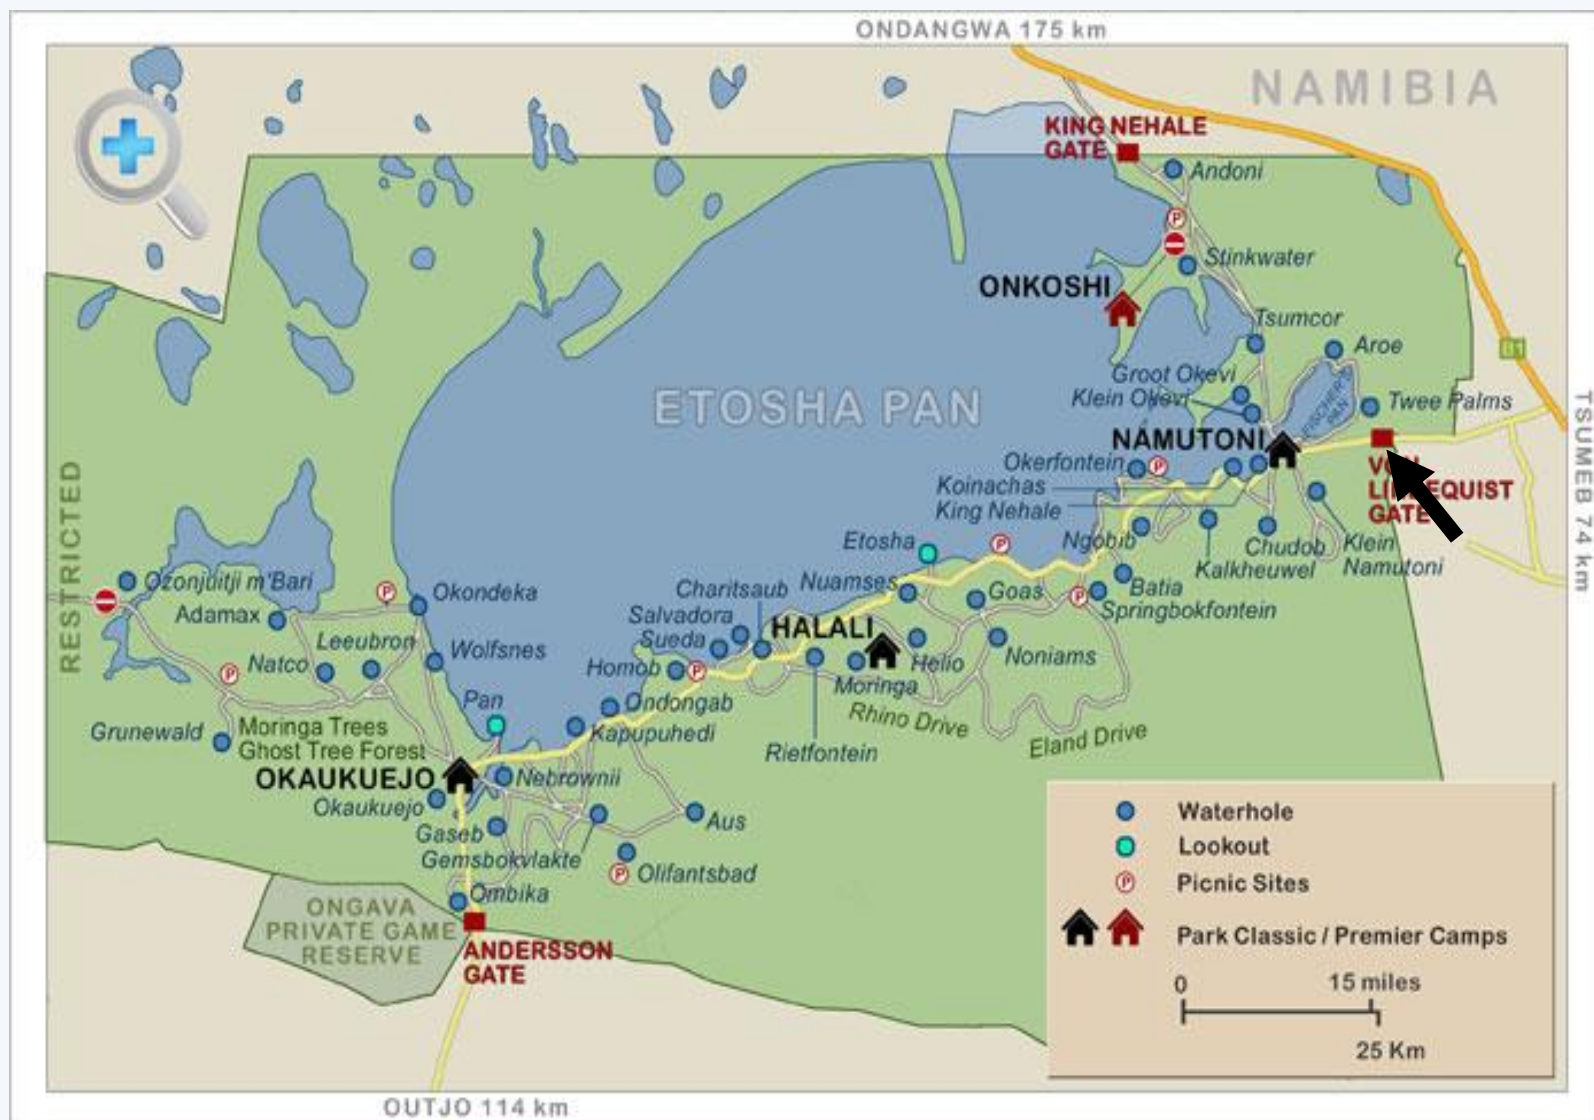 ONDANGWA 175 km
NAMIBIA
KING NEHALE
GATE
Andoni
P
Stinkwater
ONKOSHI
Tsumcor
Aroe
B1
Groot Okevi
Klein Okevi
ETOSHA PAN
FISCHER'S
PAN
Twee Palms
TSUMEB 74 km
NAMUTONI
Okerfontein
P
Koinachas
King Nehale
GATE
RESTRICTED
Etosha
P
Ngobib
Chudob
Klein
Namutoni
Kalkheuwel
Ozonjuitji m'Bari
P
Okondeka
Charitsaub
Nuamses
Goas
P
Batia
Springbokfontein
Adamax
Salvadora
Leeubron
Sueda
HALALI
Natco
Wolfsnes
Homob
P
Helio
Noniams
P
Moringa
Pan
Ondongab
Rhino Drive
Grunewald
Moringa Trees
Ghost Tree Forest
Kapupuhedi
Rietfontein
Eland Drive
OKAUKUEJO
Nebrownii
Okaukuejo
Gaseb
Aus
Gemsbokvlakte
P
Olifantsbad
Ombika
ONGAVA
PRIVATE GAME
RESERVE
ANDERSSON
GATE
Waterhole
Lookout
P Picnic Sites
Park Classic / Premier Camps
0 15 miles
25 Km
OUTJO 114 km